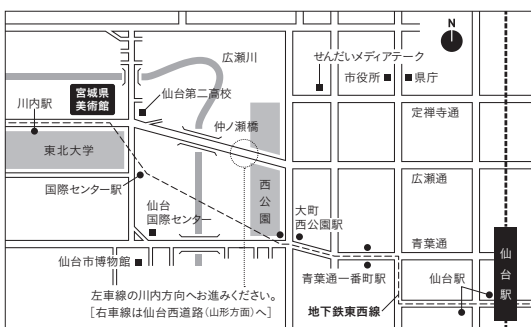 N
広瀬川
せんだいメディアテーク
市役所
県庁
宮城県
美術館
仙台第二高校
川内駅
定禅寺通
仲ノ瀬橋
東北大学
広瀬通
国際センター駅
西公園
仙台
国際センター
大町
西公園駅
青葉通
仙台市博物館
青葉通一番町駅
仙台駅
仙台駅
左車線の川内方向へお進みください。
[右車線は仙台西道路(山形方面)へ]
地下鉄東西線